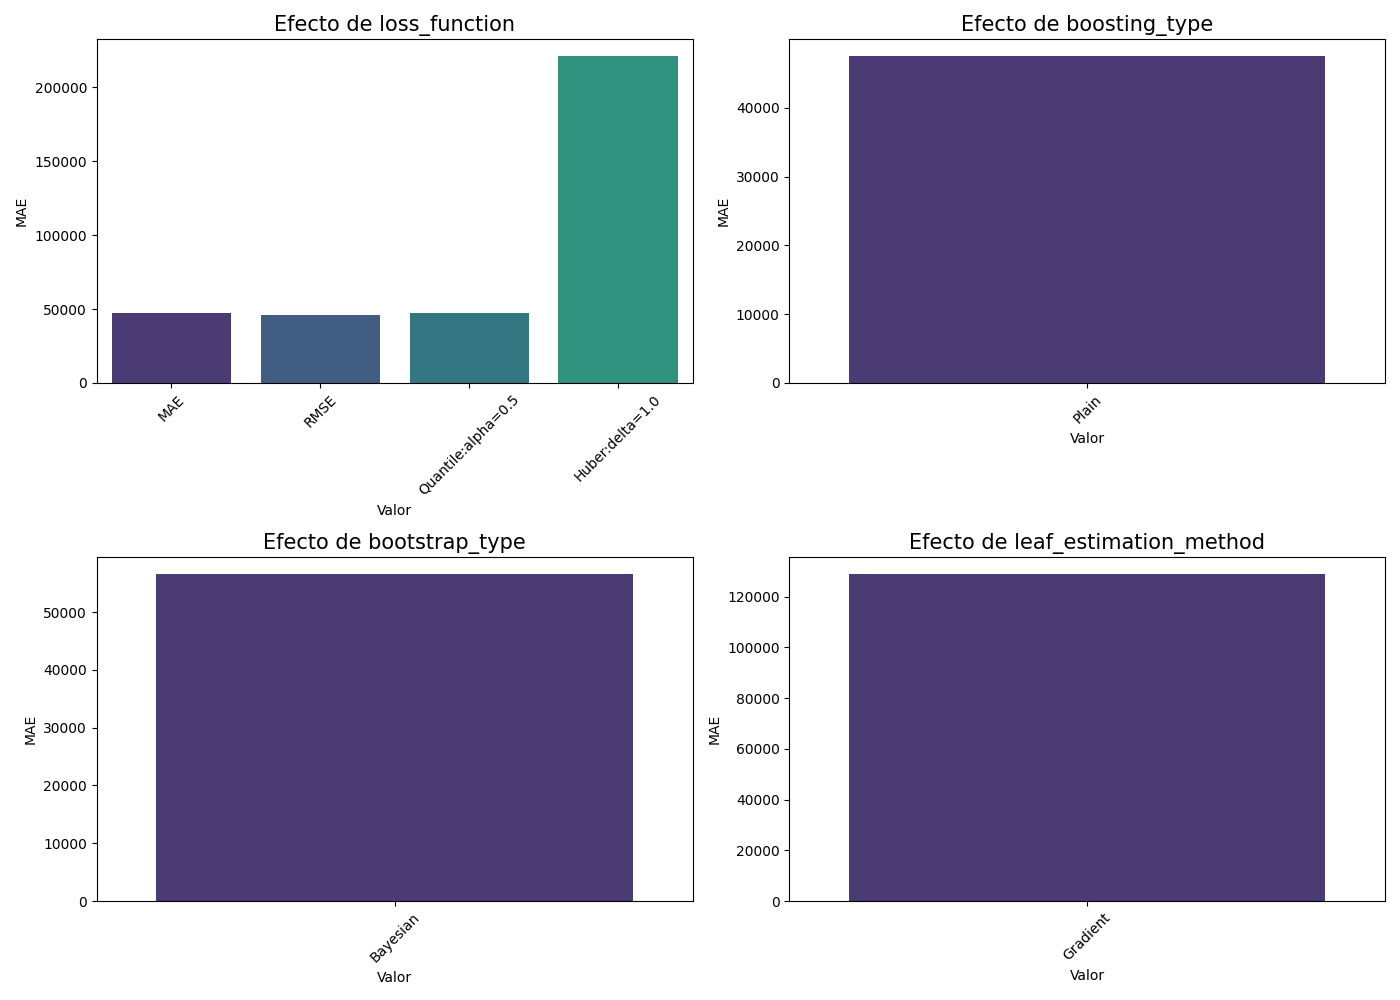 Efecto de loss_function
MAE
200000
150000
100000
50000
0
MAE
RMSE
Quantile:alpha=0.5
Huber:delta=1.0
Valor
Efecto de boosting_type
MAE
40000
30000
20000
10000
0
Plain
Valor
Efecto de bootstrap_type
MAE
50000
40000
30000
20000
10000
0
Bayesian
Valor
Efecto de leaf_estimation_method
MAE
120000
100000
80000
60000
40000
20000
0
Gradient
Valor